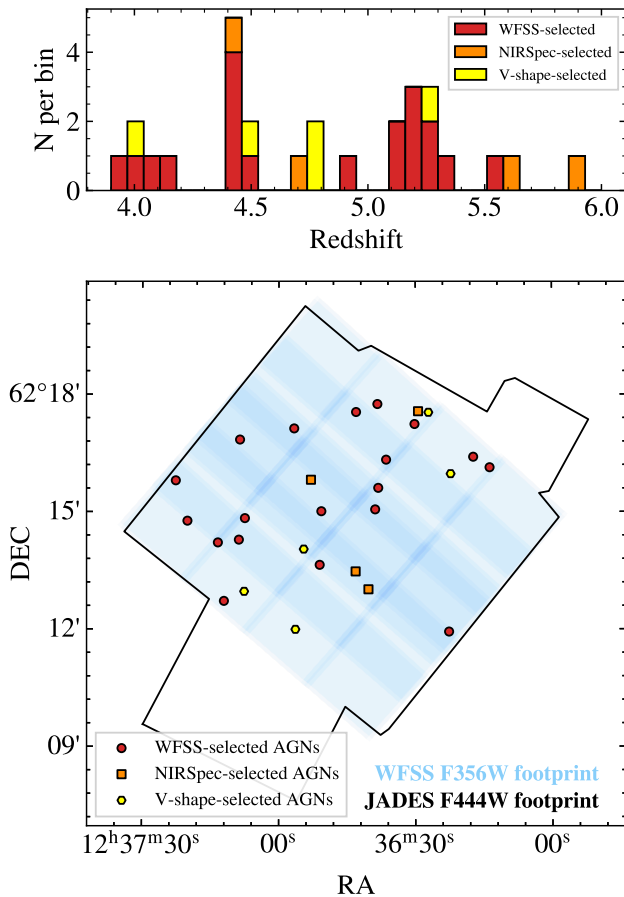 N per bin
4
2
0
WFSS-selected
NIRSpec-selected
V-shape-selected
4.0 4.5 5.0 5.5 6.0
Redshift
DEC
62°18'
15'
12'
09'
WFSS-selected AGNs
NIRSpec-selected AGNs
V-shape-selected AGNs
WFSS F356W footprint
JADES F444W footprint
12ʰ37ᵐ30ˢ 00ˢ 36ᵐ30ˢ 00ˢ
RA